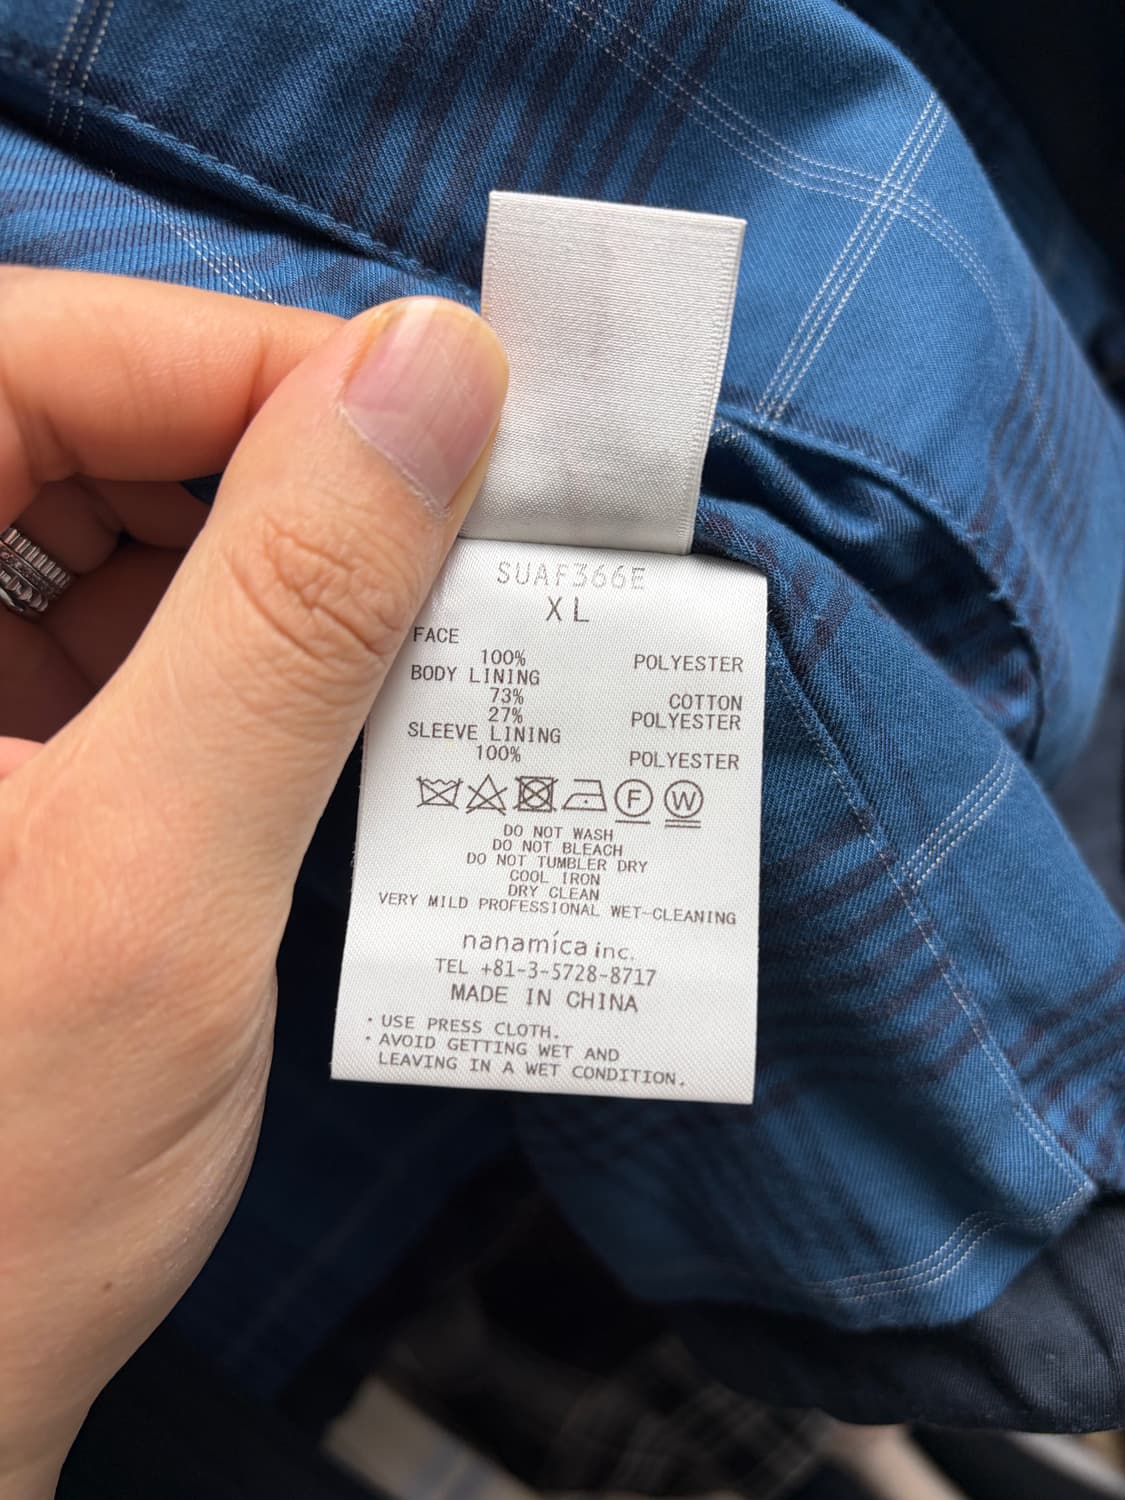 SUAF366E
XL
FACE
100% POLYESTER
BODY LINING
73% COTTON
27% POLYESTER
SLEEVE LINING
100% POLYESTER
F W
DO NOT WASH
DO NOT BLEACH
DO NOT TUMBLER DRY
COOL IRON
DRY CLEAN
VERY MILD PROFESSIONAL WET-CLEANING
nanamíca inc.
TEL +81-3-5728-8717
MADE IN CHINA
・USE PRESS CLOTH.
・AVOID GETTING WET AND
LEAVING IN A WET CONDITION.